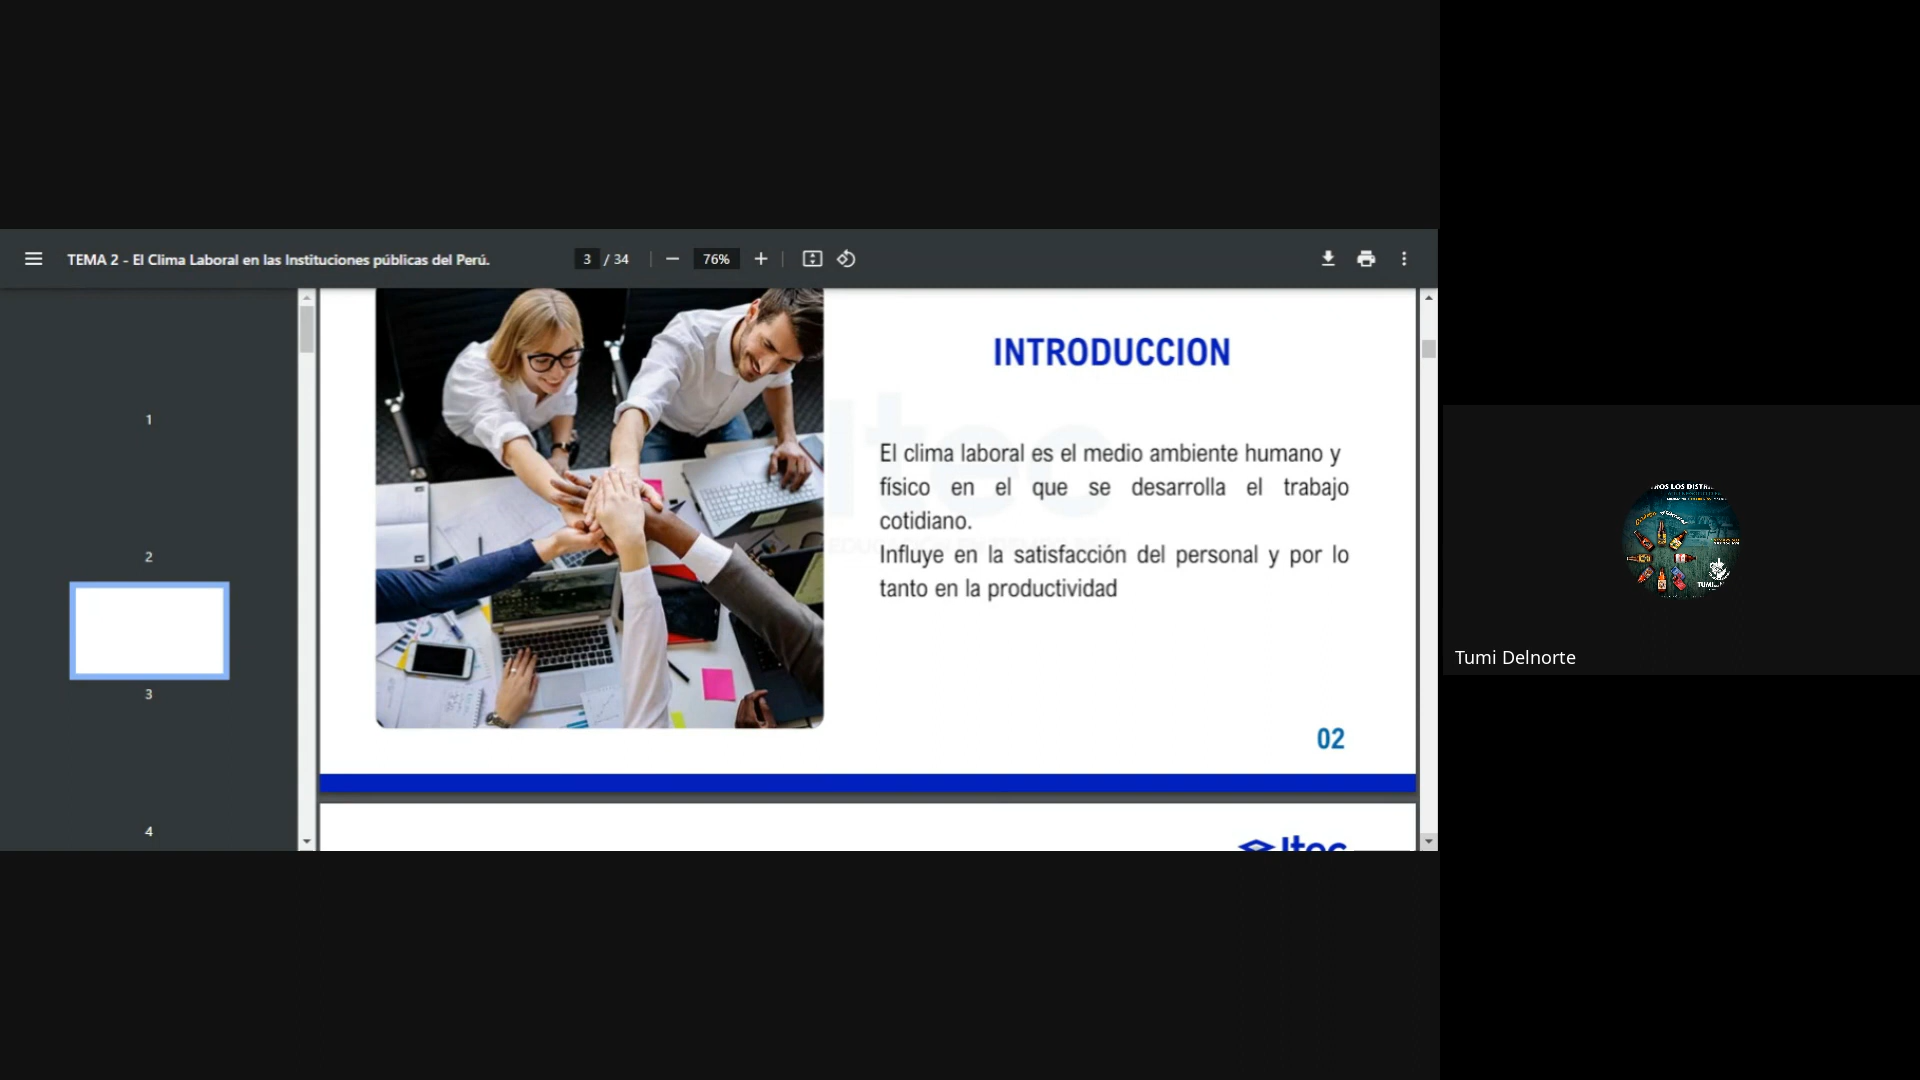 TEMA 2 - El Clima Laboral en las Instituciones públicas del Perú.
3 / 34
76%
1
2
3
4
INTRODUCCION
El clima laboral es el medio ambiente humano y
físico en el que se desarrolla el trabajo
cotidiano.
Influye en la satisfacción del personal y por lo
tanto en la productividad
02
Itec
Tumi Delnorte